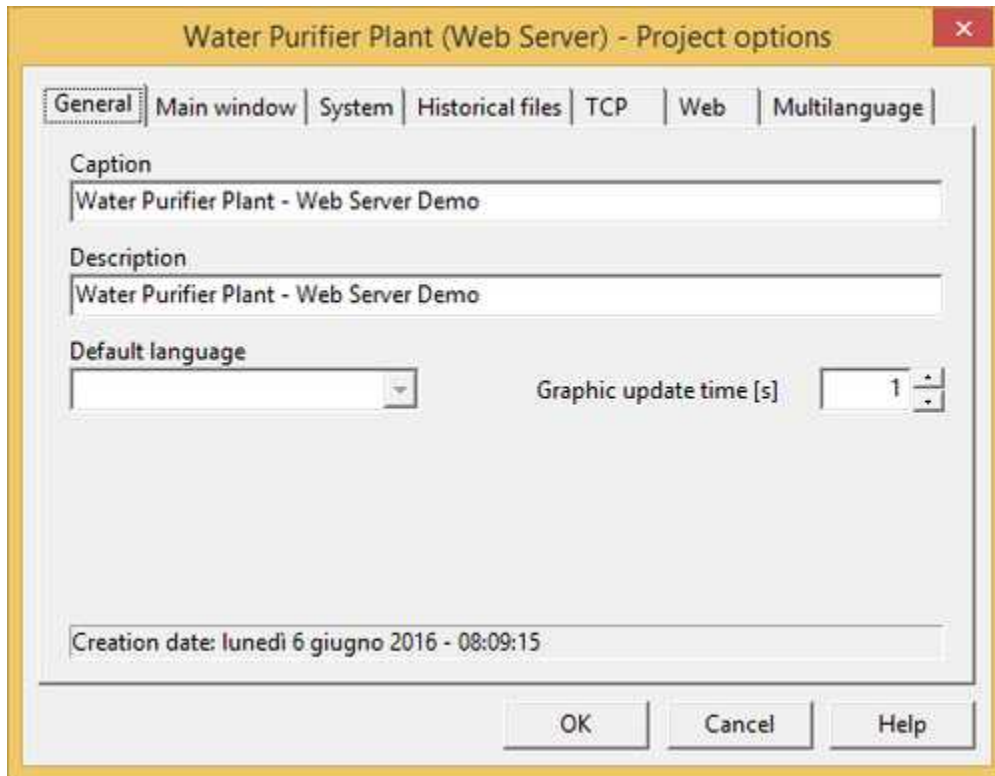 Water Purifier Plant (Web Server) - Project options
General Main window System Historical files TCP Web Multilanguage
Caption
Water Purifier Plant - Web Server Demo
Description
Water Purifier Plant - Web Server Demo
Default language
Graphic update time [s] 1
Creation date: lunedì 6 giugno 2016 - 08:09:15
OK Cancel Help